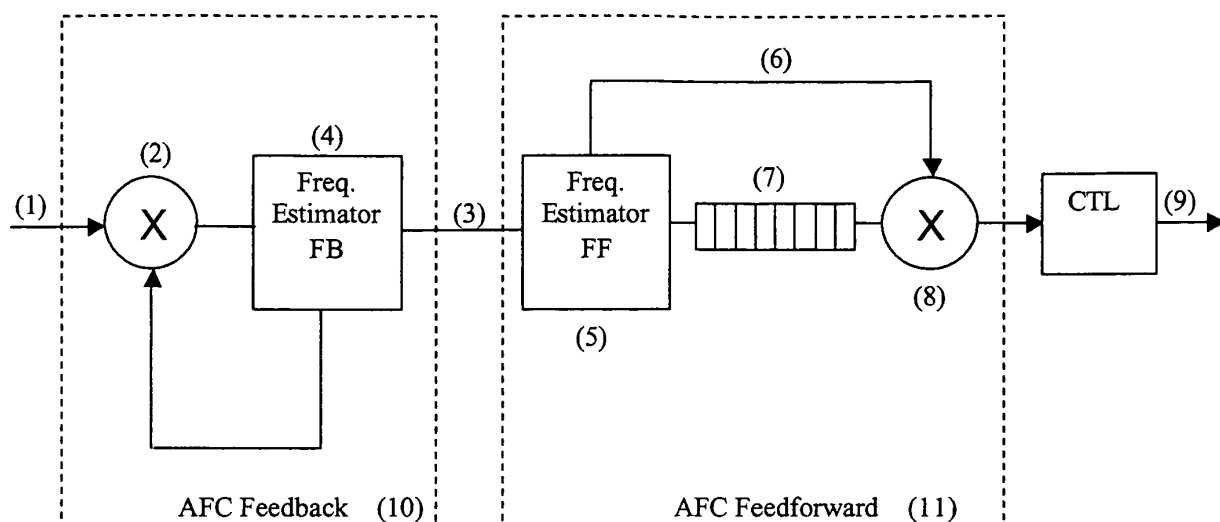 (1)
(2)
X
(4)
Freq.
Estimator
FB
(3)
Freq.
Estimator
FF
(5)
(6)
(7)
X
(8)
CTL
(9)
AFC Feedback (10)
AFC Feedforward (11)